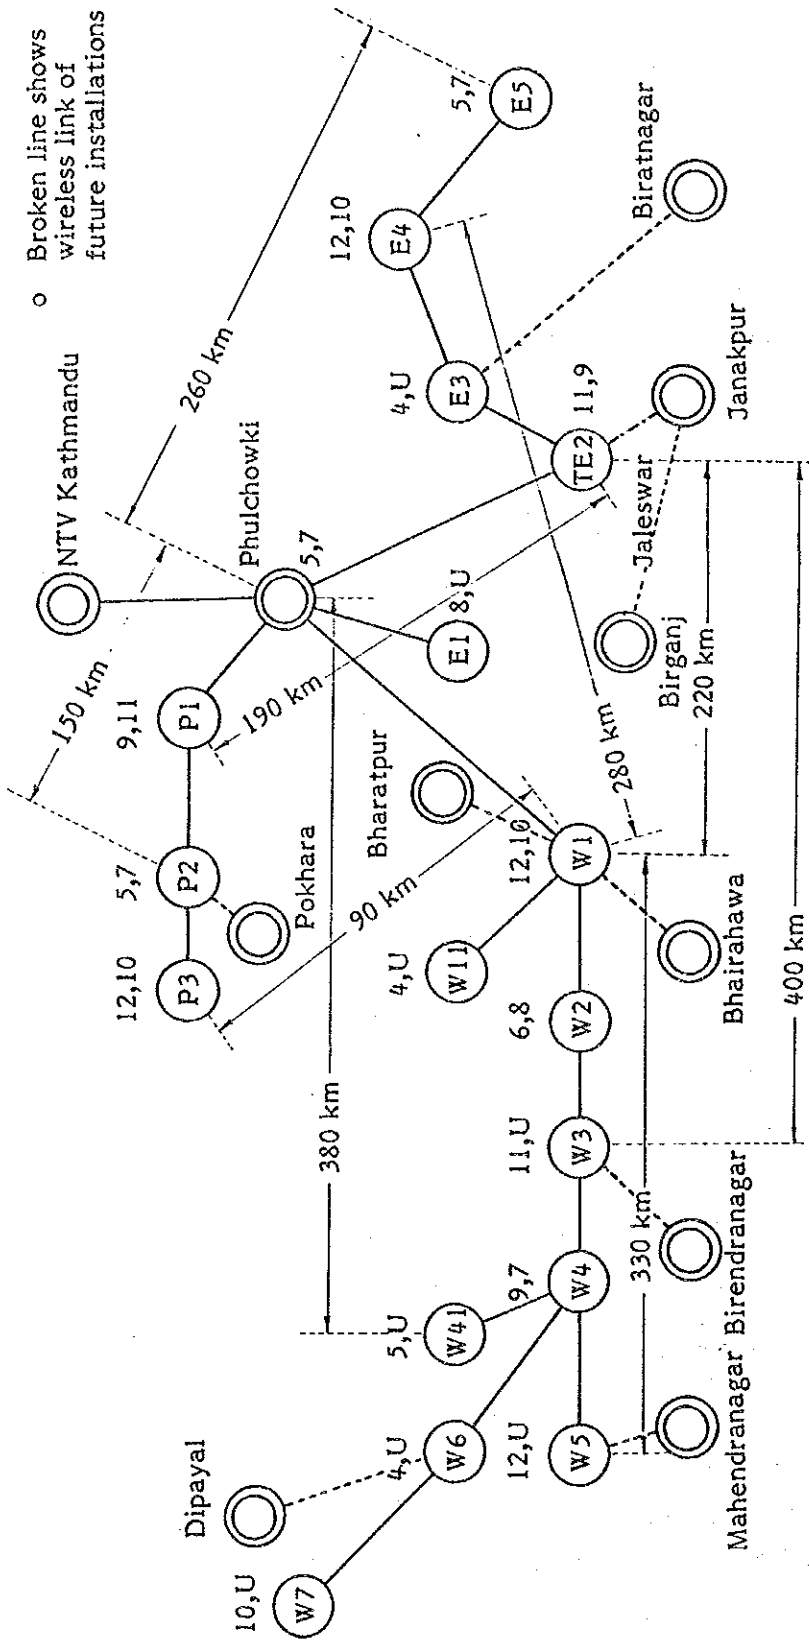 o Broken line shows
wireless link of
future installations
NTV Kathmandu
260 km
150 km
Phulchowki
5,7
9,11
P1
5,7
P2
12,10
P3
Pokhara
190 km
90 km
380 km
8,U
E1
4,U
E3
12,10
E4
5,7
E5
Biratnagar
TE2
11,9
Janakpur
Jaleswar
Birganj
220 km
280 km
400 km
Bharatpur
12,10
W1
4,U
W11
Bhairahawa
6,8
W2
11,U
W3
Birendranagar
330 km
9,7
W4
5,U
W41
12,U
W5
Mahendranagar
4,U
W6
Dipayal
10,U
W7